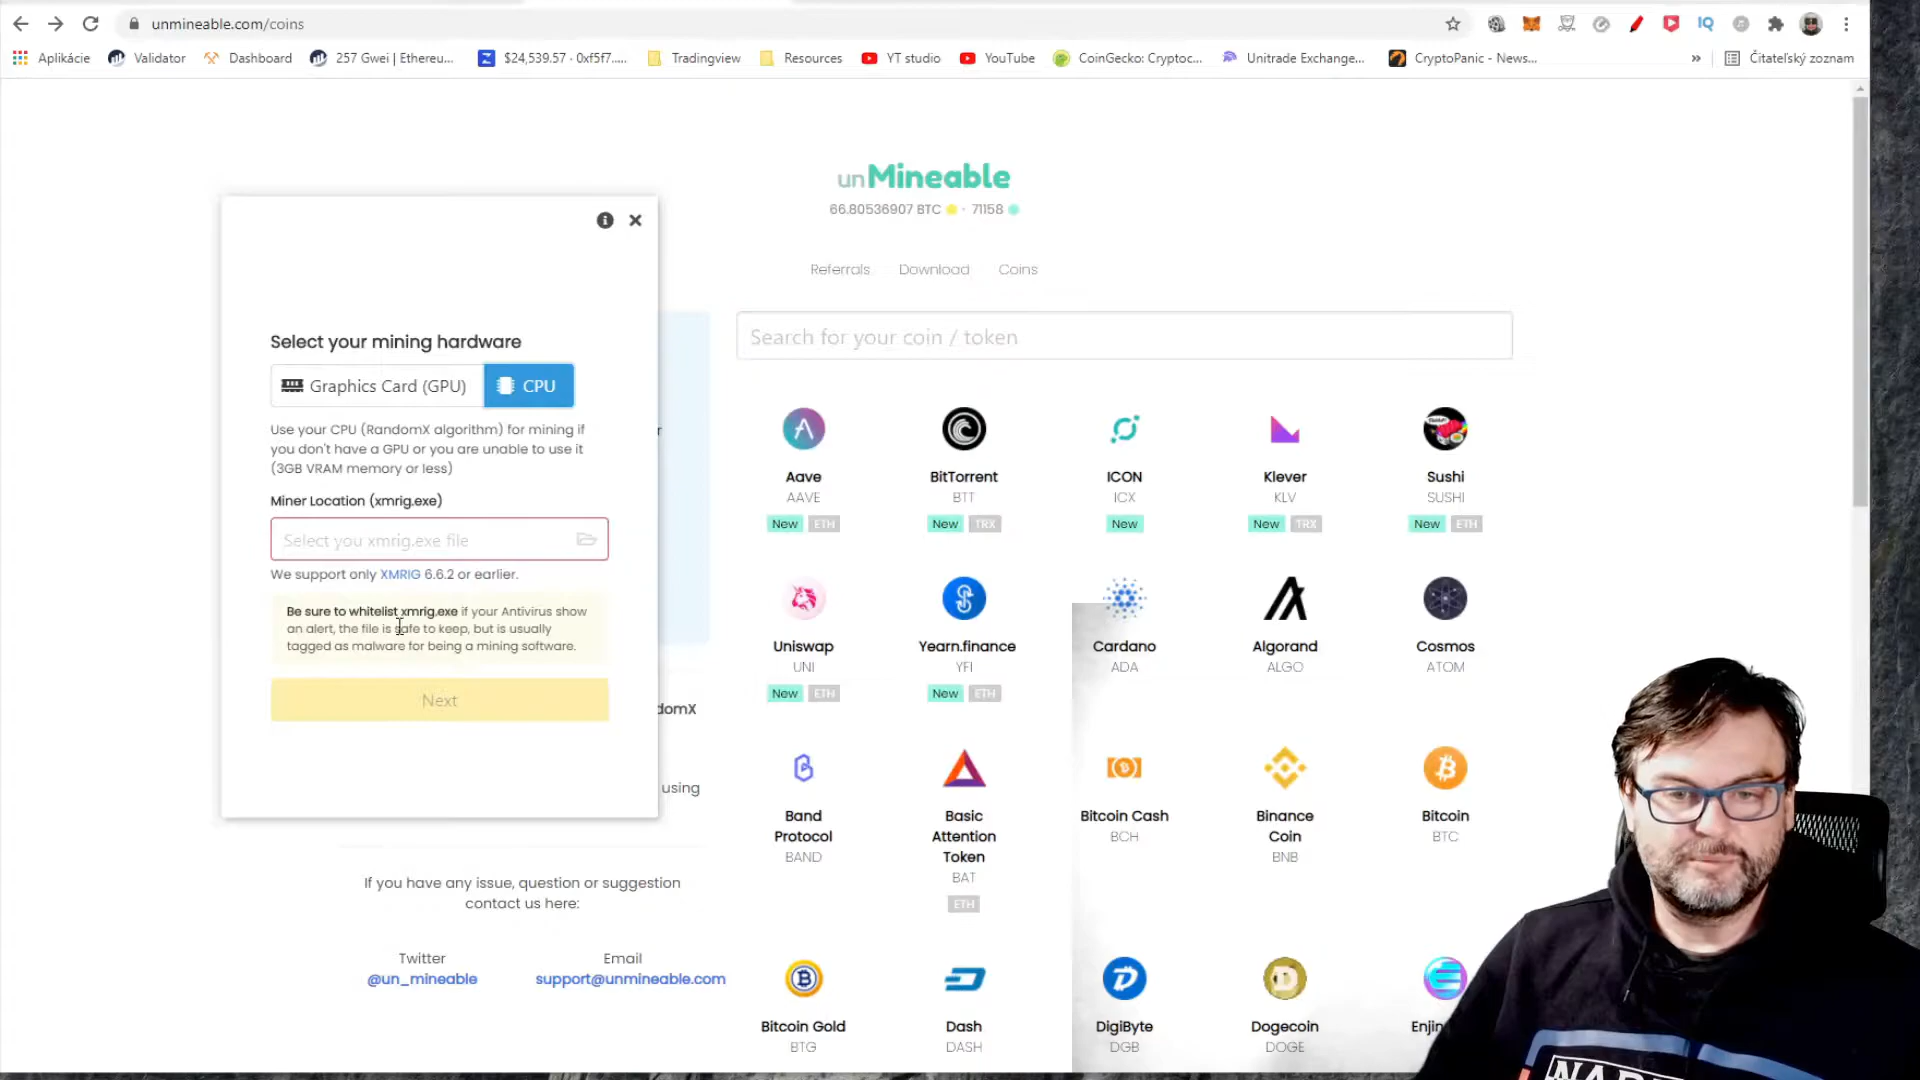 unmineable.com/coins
Aplikácie
Validator
Dashboard
257 Gwei | Ethereu...
$24,539.57 · 0xf5f7....
Tradingview
Resources
YT studio
YouTube
CoinGecko: Cryptoc...
Unitrade Exchange...
CryptoPanic - News...
»
Čitateľský zoznam
unMineable
66.80536907 BTC · 71158
Referrals
Download
Coins
Search for your coin / token
Select your mining hardware
Graphics Card (GPU)
CPU
Use your CPU (RandomX algorithm) for mining if
you don't have a GPU or you are unable to use it
(3GB VRAM memory or less)
Miner Location (xmrig.exe)
Select you xmrig.exe file
We support only XMRIG 6.6.2 or earlier.
Be sure to whitelist xmrig.exe if your Antivirus show
an alert, the file is safe to keep, but is usually
tagged as malware for being a mining software.
Next
r
domX
using
If you have any issue, question or suggestion
contact us here:
Twitter
@un_mineable
Email
support@unmineable.com
Aave
AAVE
New ETH
BitTorrent
BTT
New TRX
ICON
ICX
New
Klever
KLV
New TRX
Sushi
SUSHI
New ETH
Uniswap
UNI
New ETH
Yearn.finance
YFI
New ETH
Cardano
ADA
Algorand
ALGO
Cosmos
ATOM
Band
Protocol
BAND
Basic
Attention
Token
BAT
ETH
Bitcoin Cash
BCH
Binance
Coin
BNB
Bitcoin
BTC
Bitcoin Gold
BTG
Dash
DASH
DigiByte
DGB
Dogecoin
DOGE
Enjin